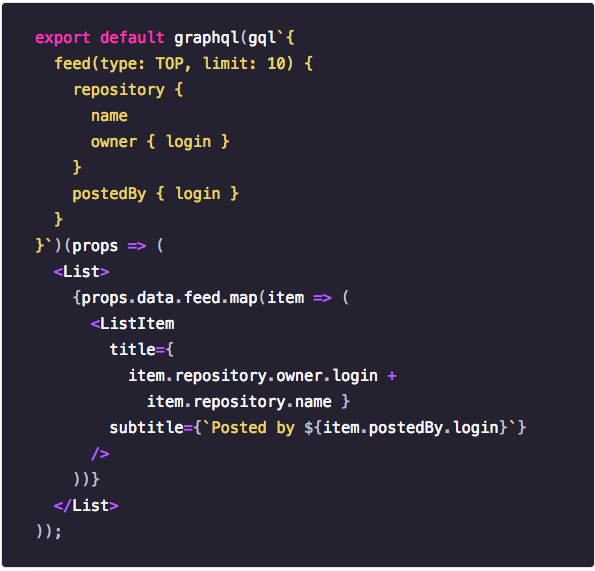 export default graphql(gql`{
  feed(type: TOP, limit: 10) {
    repository {
      name
      owner { login }
    }
    postedBy { login }
  }
}`)(props => (
  <List>
    {props.data.feed.map(item => (
      <ListItem
        title={
          item.repository.owner.login +
            item.repository.name }
        subtitle={`Posted by ${item.postedBy.login}`}
      />
    ))}
  </List>
));